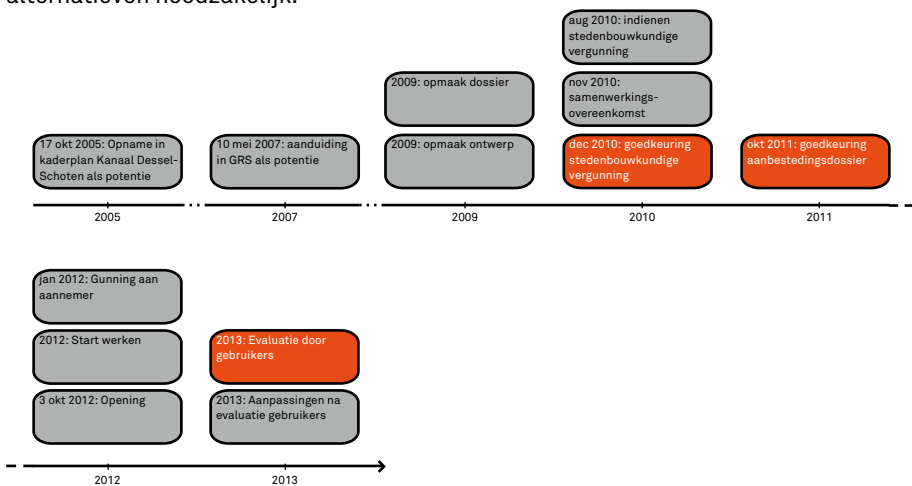 alternatieven noodzakelijk.
aug 2010: indienen
stedenbouwkundige
vergunning
2009: opmaak dossier
nov 2010:
samenwerkings-
overeenkomst
17 okt 2005: Opname in
kaderplan Kanaal Dessel-
Schoten als potentie
10 mei 2007: aanduiding
in GRS als potentie
2009: opmaak ontwerp
dec 2010: goedkeuring
stedenbouwkundige
vergunning
okt 2011: goedkeuring
aanbestedingsdossier
2005
2007
2009
2010
2011
jan 2012: Gunning aan
aannemer
2012: Start werken
2013: Evaluatie door
gebruikers
3 okt 2012: Opening
2013: Aanpassingen na
evaluatie gebruikers
2012
2013